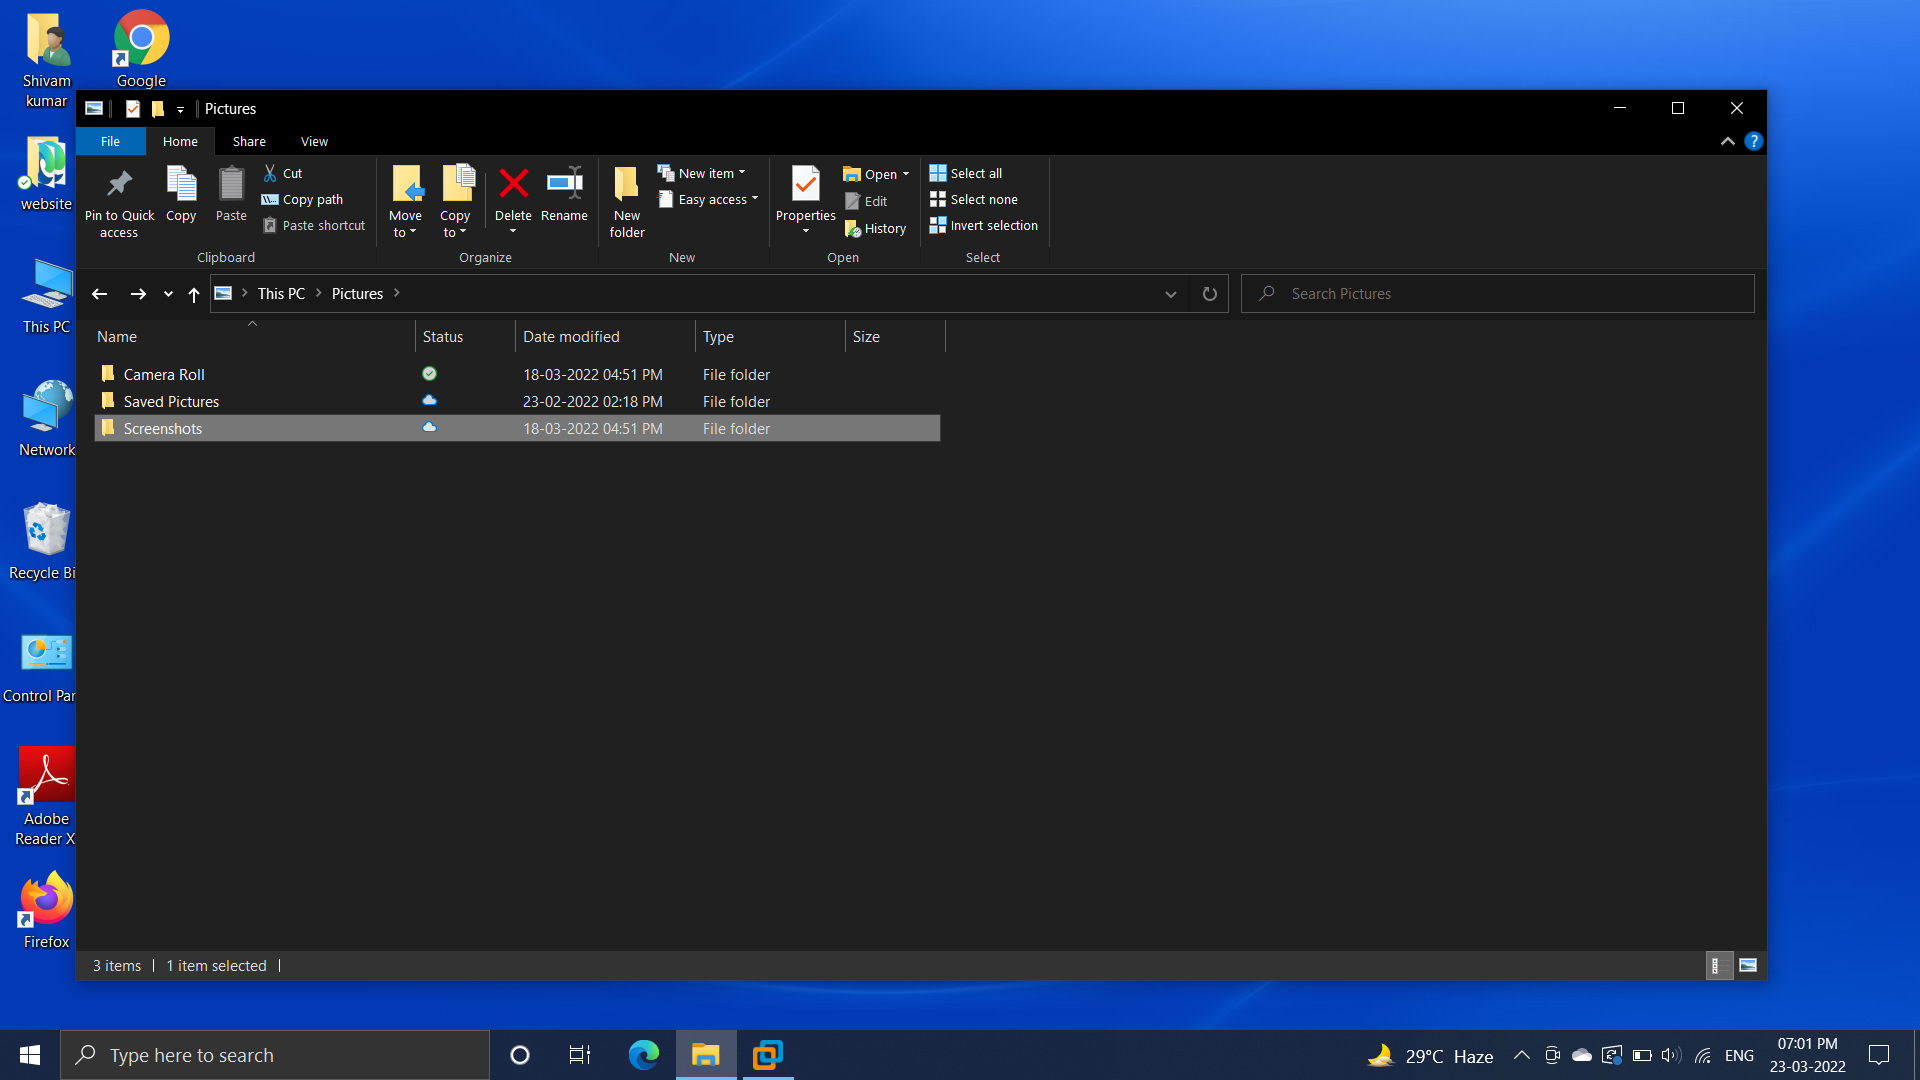 Shivam
kumar
Google
website
This PC
Network
Recycle Bi
Control Par
Adobe
Reader X
Firefox
Pictures
File Home Share View
Pin to Quick
access
Copy
Paste
Cut
Copy path
Paste shortcut
Clipboard
Move
to
Copy
to
Delete
Rename
Organize
New
folder
New item
Easy access
New
Properties
Open
Edit
History
Open
Select all
Select none
Invert selection
Select
This PC > Pictures >
Search Pictures
Name Status Date modified Type Size
Camera Roll 18-03-2022 04:51 PM File folder
Saved Pictures 23-02-2022 02:18 PM File folder
Screenshots 18-03-2022 04:51 PM File folder
3 items 1 item selected
Type here to search
29°C Haze
ENG
07:01 PM
23-03-2022